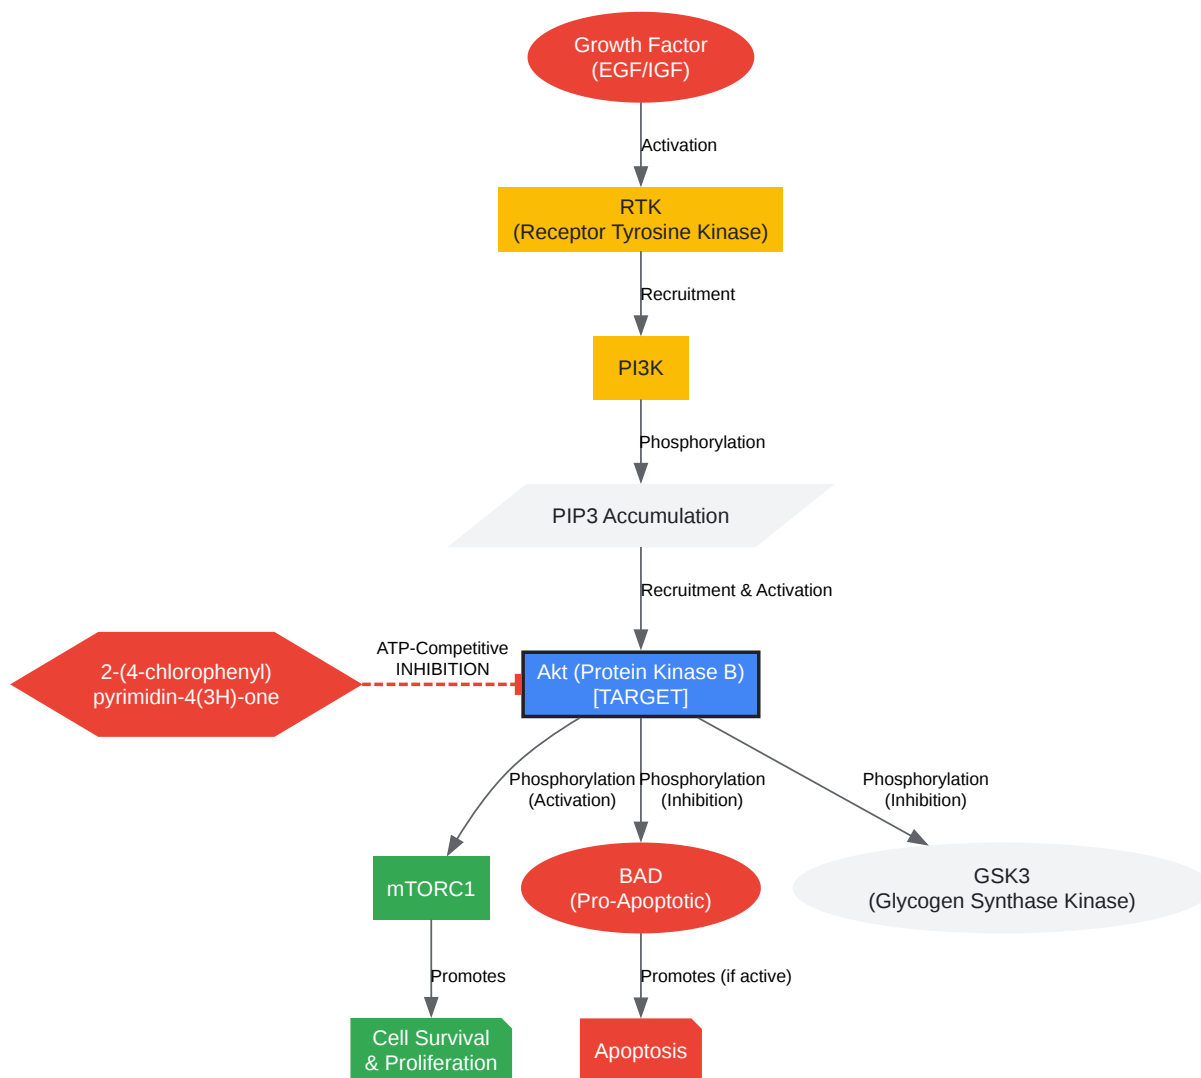 Growth Factor
(EGF/IGF)
Activation
RTK
(Receptor Tyrosine Kinase)
Recruitment
PI3K
Phosphorylation
PIP3 Accumulation
Recruitment & Activation
2-(4-chlorophenyl)
pyrimidin-4(3H)-one
ATP-Competitive
INHIBITION
Akt (Protein Kinase B)
[TARGET]
Phosphorylation
(Activation)
Phosphorylation
(Inhibition)
Phosphorylation
(Inhibition)
mTORC1
BAD
(Pro-Apoptotic)
GSK3
(Glycogen Synthase Kinase)
Promotes
Promotes (if active)
Cell Survival
& Proliferation
Apoptosis